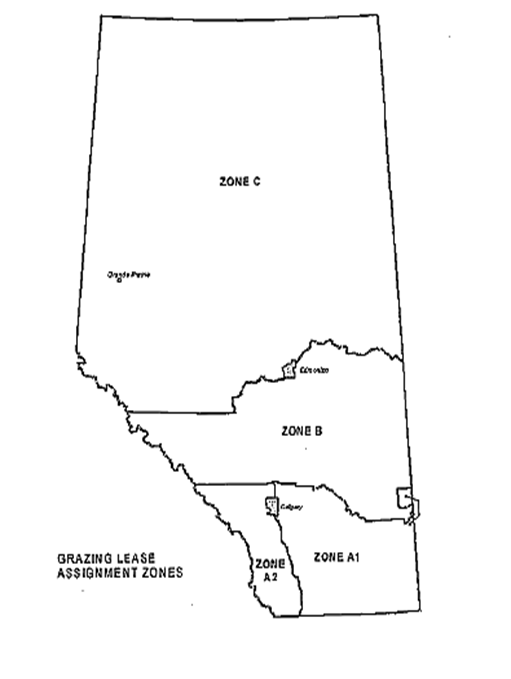 ZONE C
Grande Prairie
Edmonton
ZONE B
Calgary
GRAZING LEASE
ASSIGNMENT ZONES
ZONE
A2
ZONE A1